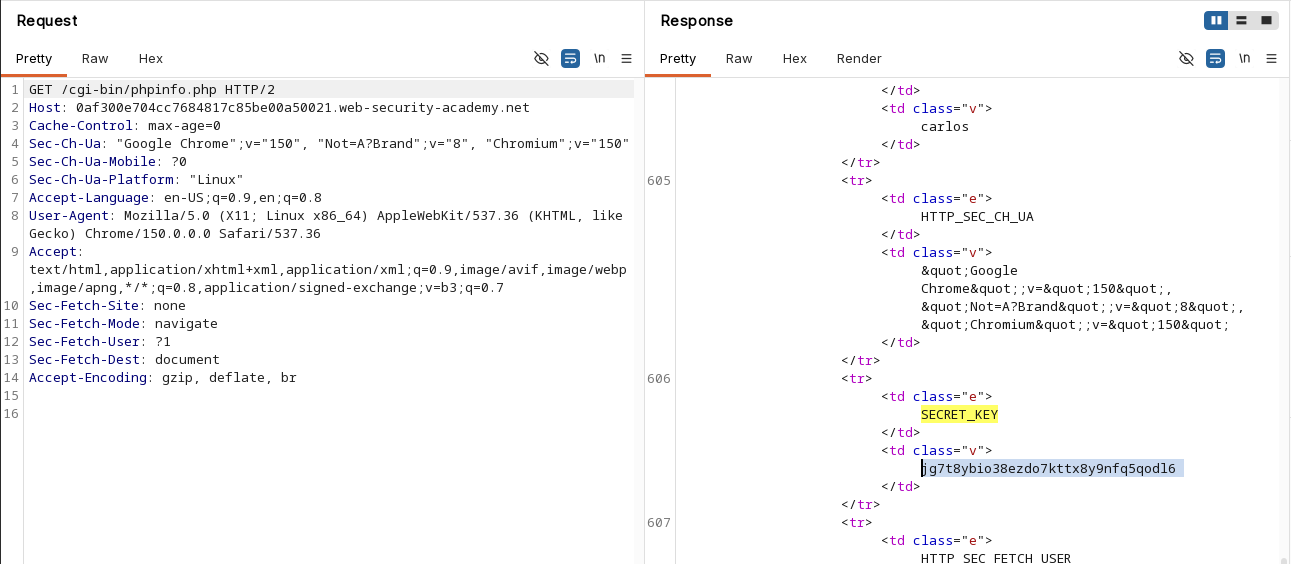 Request
Pretty Raw Hex
\n
1 GET /cgi-bin/phpinfo.php HTTP/2
2 Host: 0af300e704cc7684817c85be00a50021.web-security-academy.net
3 Cache-Control: max-age=0
4 Sec-Ch-Ua: "Google Chrome";v="150", "Not=A?Brand";v="8", "Chromium";v="150"
5 Sec-Ch-Ua-Mobile: ?0
6 Sec-Ch-Ua-Platform: "Linux"
7 Accept-Language: en-US;q=0.9,en;q=0.8
8 User-Agent: Mozilla/5.0 (X11; Linux x86_64) AppleWebKit/537.36 (KHTML, like
Gecko) Chrome/150.0.0.0 Safari/537.36
9 Accept:
text/html,application/xhtml+xml,application/xml;q=0.9,image/avif,image/webp
,image/apng,*/*;q=0.8,application/signed-exchange;v=b3;q=0.7
10 Sec-Fetch-Site: none
11 Sec-Fetch-Mode: navigate
12 Sec-Fetch-User: ?1
13 Sec-Fetch-Dest: document
14 Accept-Encoding: gzip, deflate, br
15
16
Response
Pretty Raw Hex Render
\n
</td>
<td class="v">
carlos
</td>
</tr>
605 <tr>
<td class="e">
HTTP_SEC_CH_UA
</td>
<td class="v">
&quot;Google
Chrome&quot;;v=&quot;150&quot;,
&quot;Not=A?Brand&quot;;v=&quot;8&quot;,
&quot;Chromium&quot;;v=&quot;150&quot;
</td>
</tr>
606 <tr>
<td class="e">
SECRET_KEY
</td>
<td class="v">
jg7t8ybio38ezdo7kttx8y9nfq5qodl6
</td>
</tr>
607 <tr>
<td class="e">
HTTP_SEC_FETCH_USER